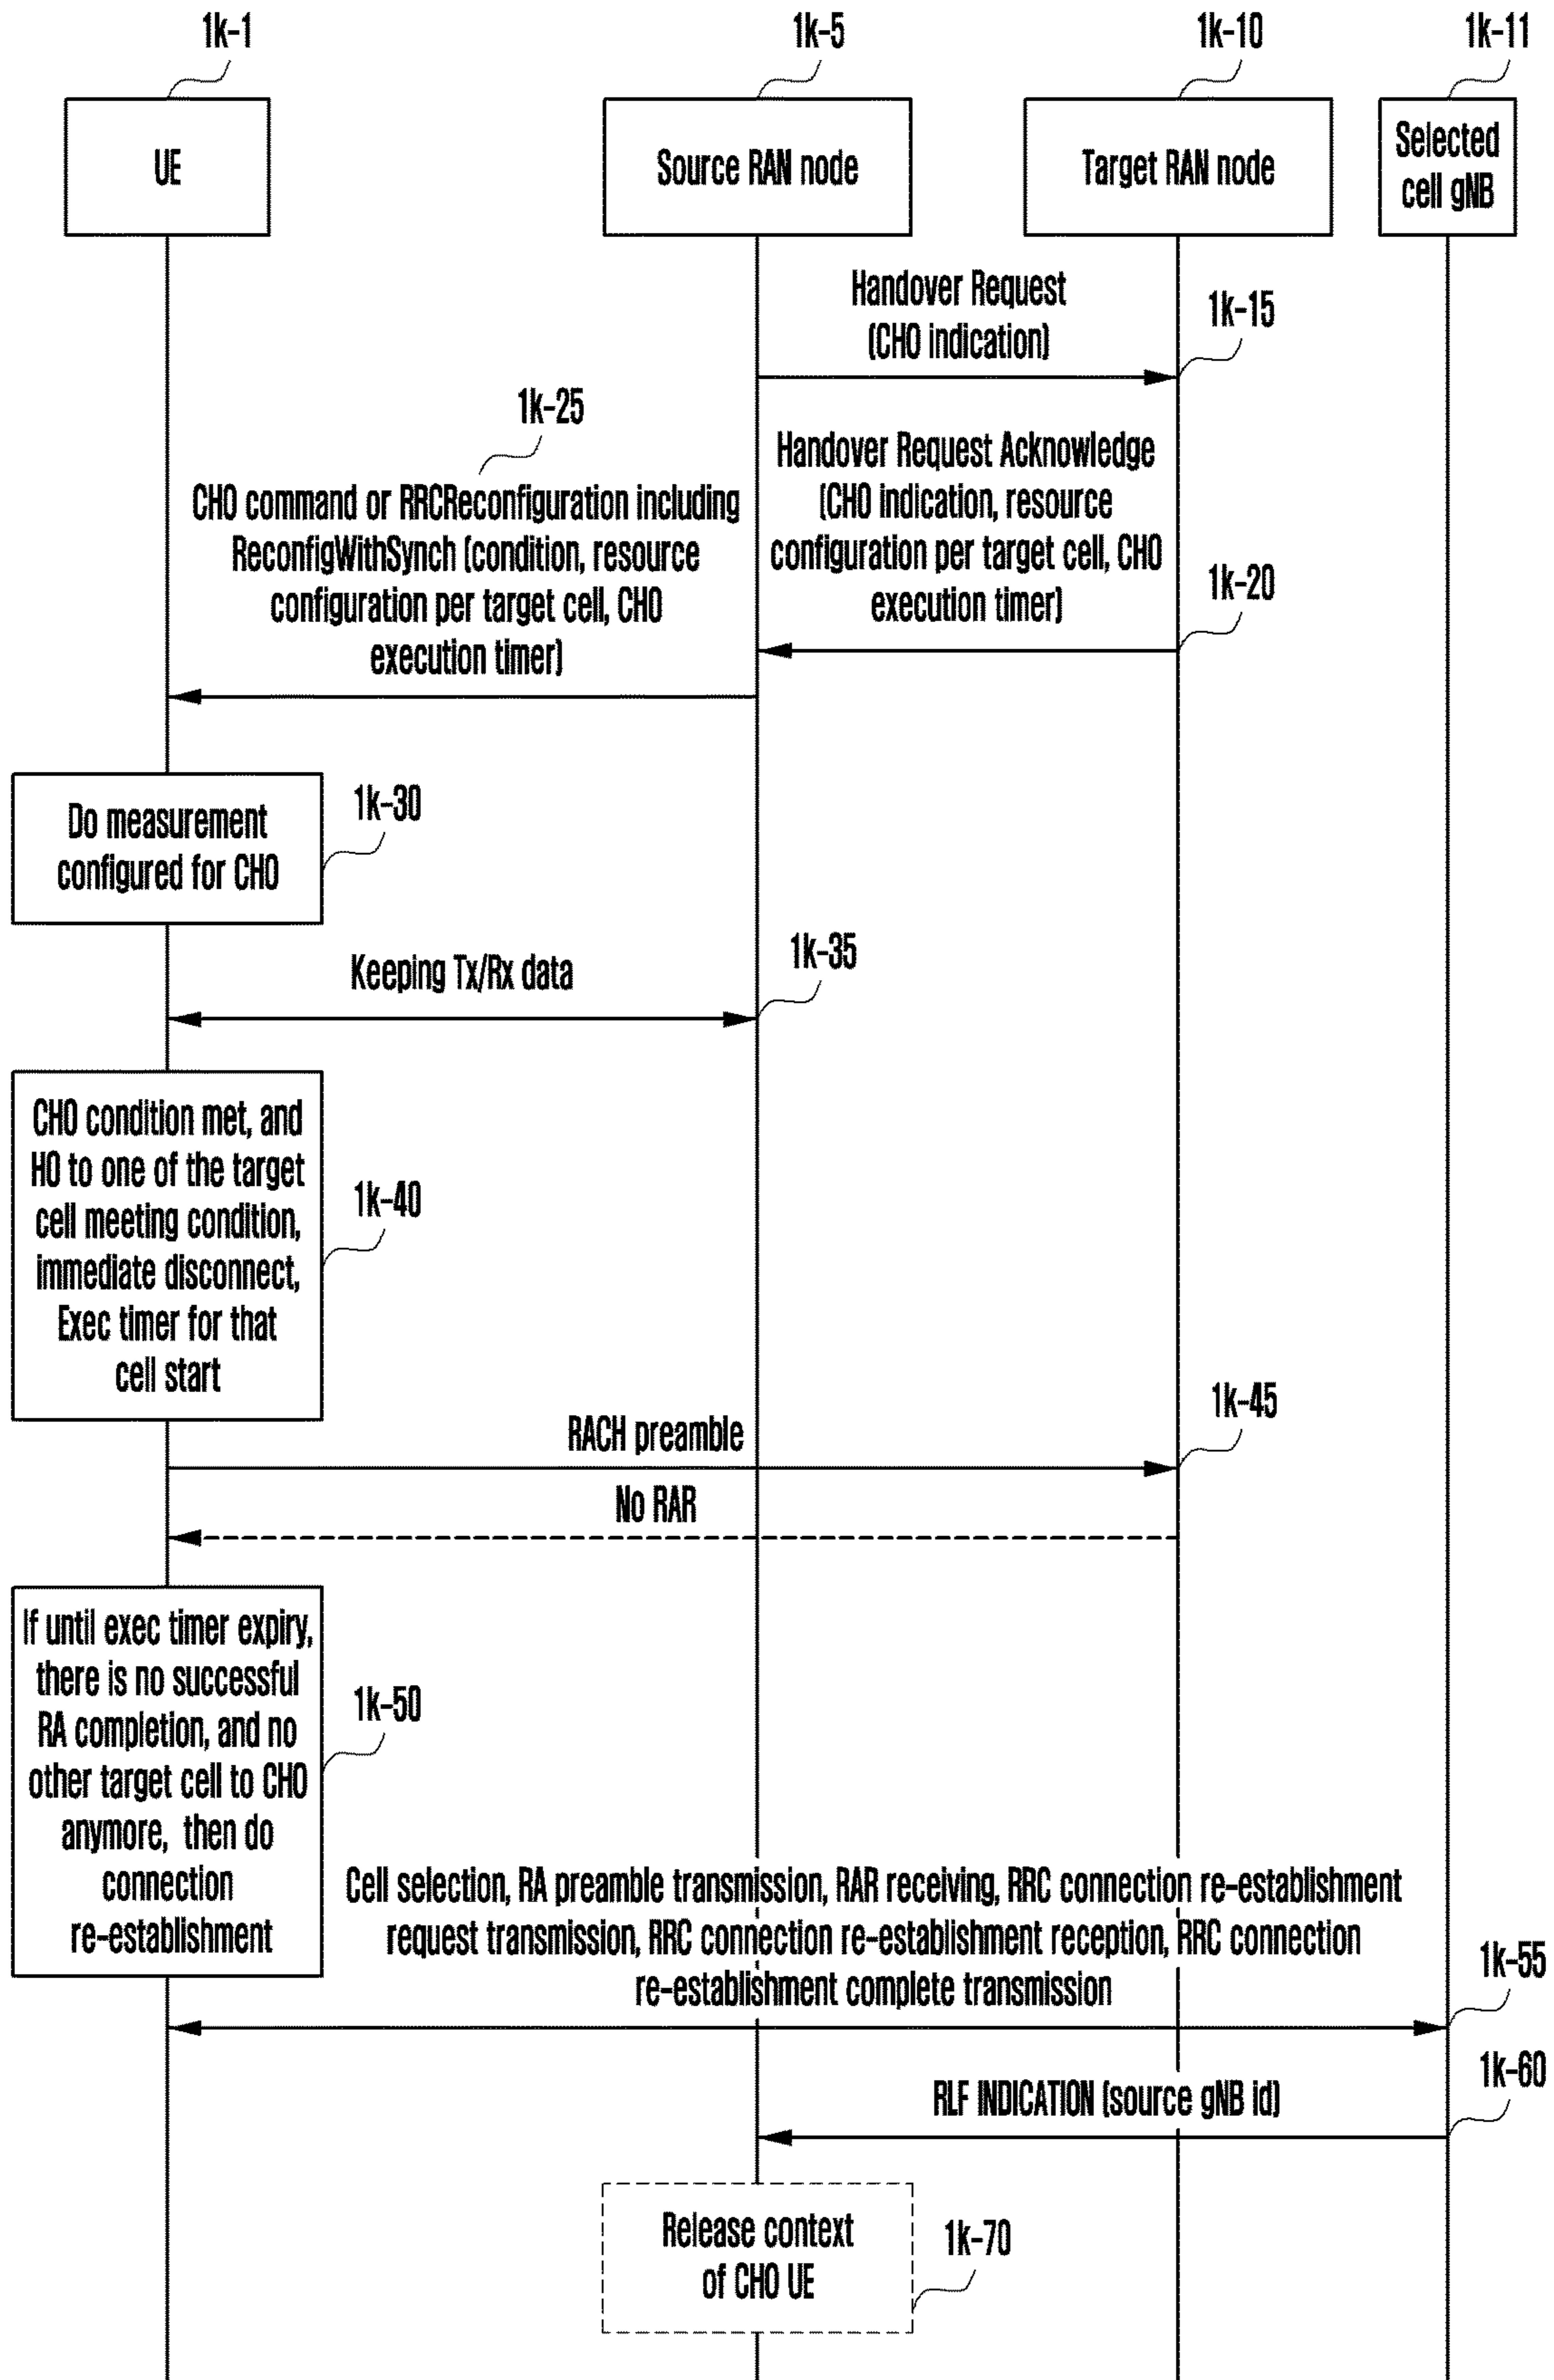 1k-1
1k-5
1k-10
1k-11
UE
Source RAN node
Target RAN node
Selected
cell gNB
Handover Request
(CHO indication)
1k-15
1k-25
CHO command or RRCReconfiguration including
ReconfigWithSynch (condition, resource
configuration per target cell, CHO
execution timer)
Handover Request Acknowledge
(CHO indication, resource
configuration per target cell, CHO
execution timer)
1k-20
Do measurement
configured for CHO
1k-30
Keeping Tx/Rx data
1k-35
CHO condition met, and
HO to one of the target
cell meeting condition,
immediate disconnect,
Exec timer for that
cell start
1k-40
RACH preamble
1k-45
No RAR
If until exec timer expiry,
there is no successful
RA completion, and no
other target cell to CHO
anymore, then do
connection
re-establishment
1k-50
Cell selection, RA preamble transmission, RAR receiving, RRC connection re-establishment
request transmission, RRC connection re-establishment reception, RRC connection
re-establishment complete transmission
1k-55
RLF INDICATION (source gNB id)
1k-60
Release context
of CHO UE
1k-70